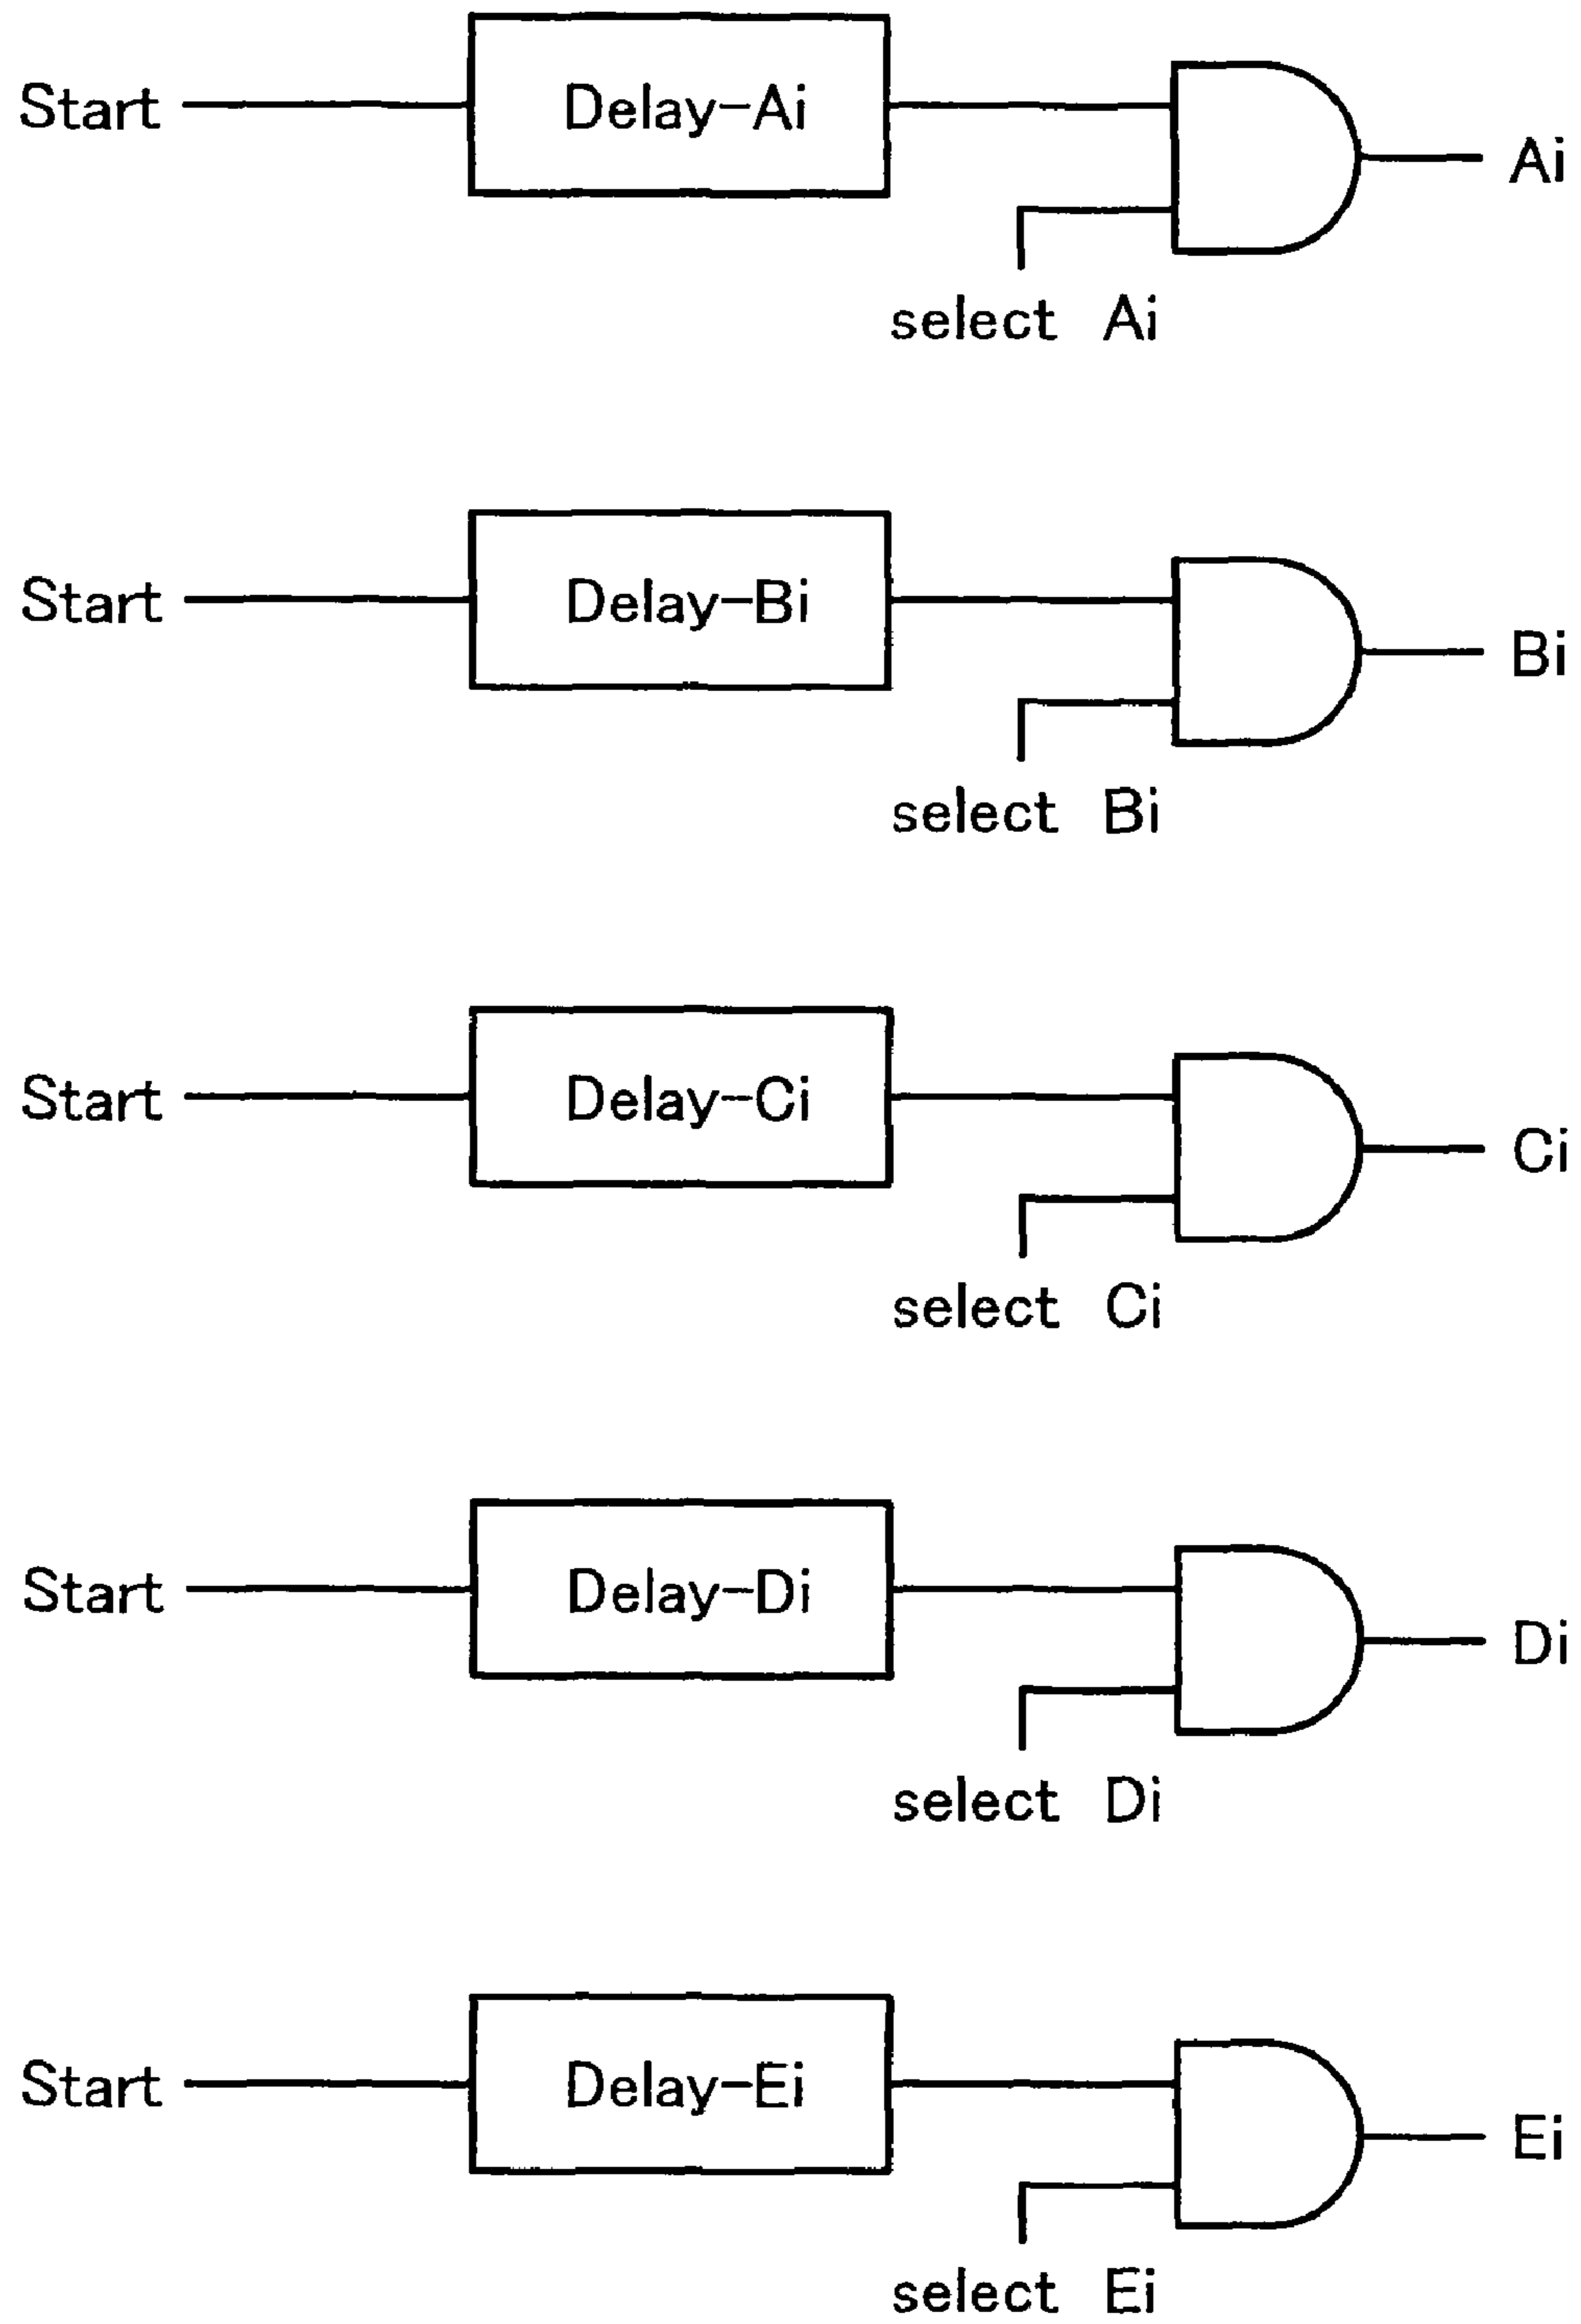 Start Delay-Ai Ai
select Ai
Start Delay-Bi Bi
select Bi
Start Delay-Ci Ci
select Ci
Start Delay-Di Di
select Di
Start Delay-Ei Ei
select Ei